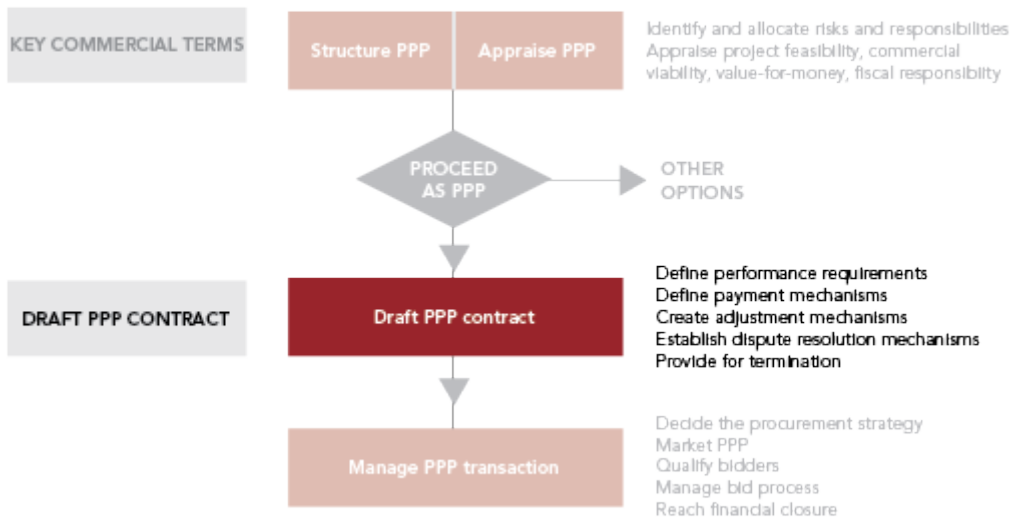 KEY COMMERCIAL TERMS
Structure PPP
Appraise PPP
Identify and allocate risks and responsibilities
Appraise project feasibility, commercial
viability, value-for-money, fiscal responsibiity
PROCEED
AS PPP
OTHER
OPTIONS
DRAFT PPP CONTRACT
Draft PPP contract
Define performance requirements
Define payment mechanisms
Create adjustment mechanisms
Establish dispute resolution mechanisms
Provide for termination
Manage PPP transaction
Decide the procurement strategy
Market PPP
Qualify bidders
Manage bid process
Reach financial closure